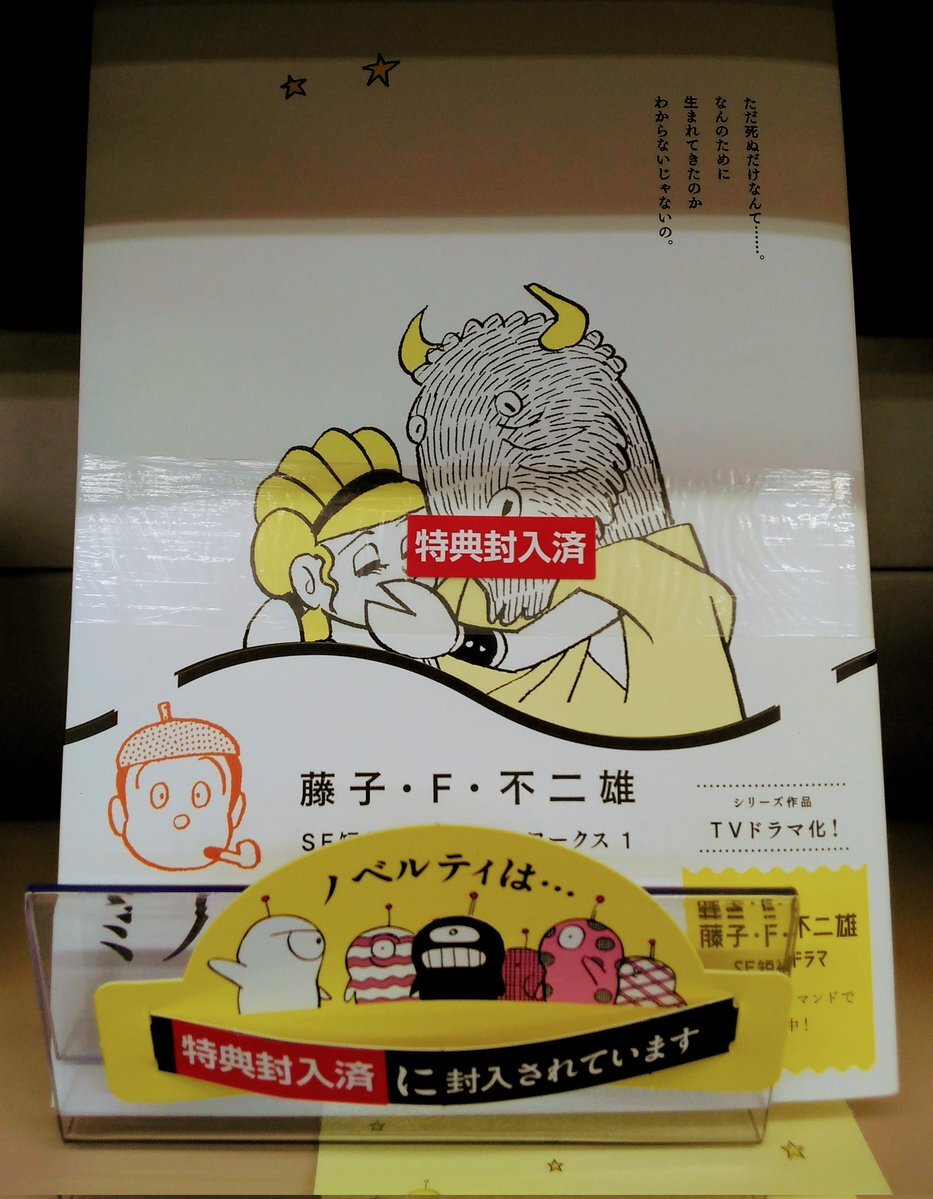 ただ死ぬだけなんて……。
なんのために
生まれてきたのか
わからないじゃないの。
特典封入済
藤子・F・不二雄
シリーズ作品
TVドラマ化!
SF短
ークス 1
ミノ
ノベルティは…
特典封入済に封入されています
藤子・F・不二雄
SF短
ドラマ
マンドで
中!